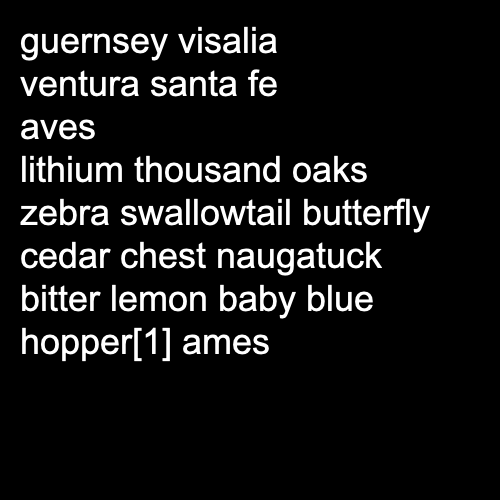 guernsey visalia
ventura santa fe
aves
lithium thousand oaks
zebra swallowtail butterfly
cedar chest naugatuck
bitter lemon baby blue
hopper[1] ames